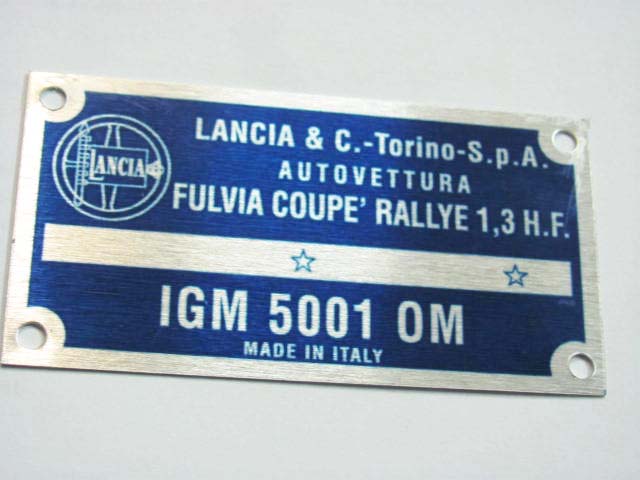 LANCIA
LANCIA & C.-Torino-S.p.A.
AUTOVETTURA
FULVIA COUPE' RALLYE 1,3 H.F.
IGM 5001 OM
MADE IN ITALY